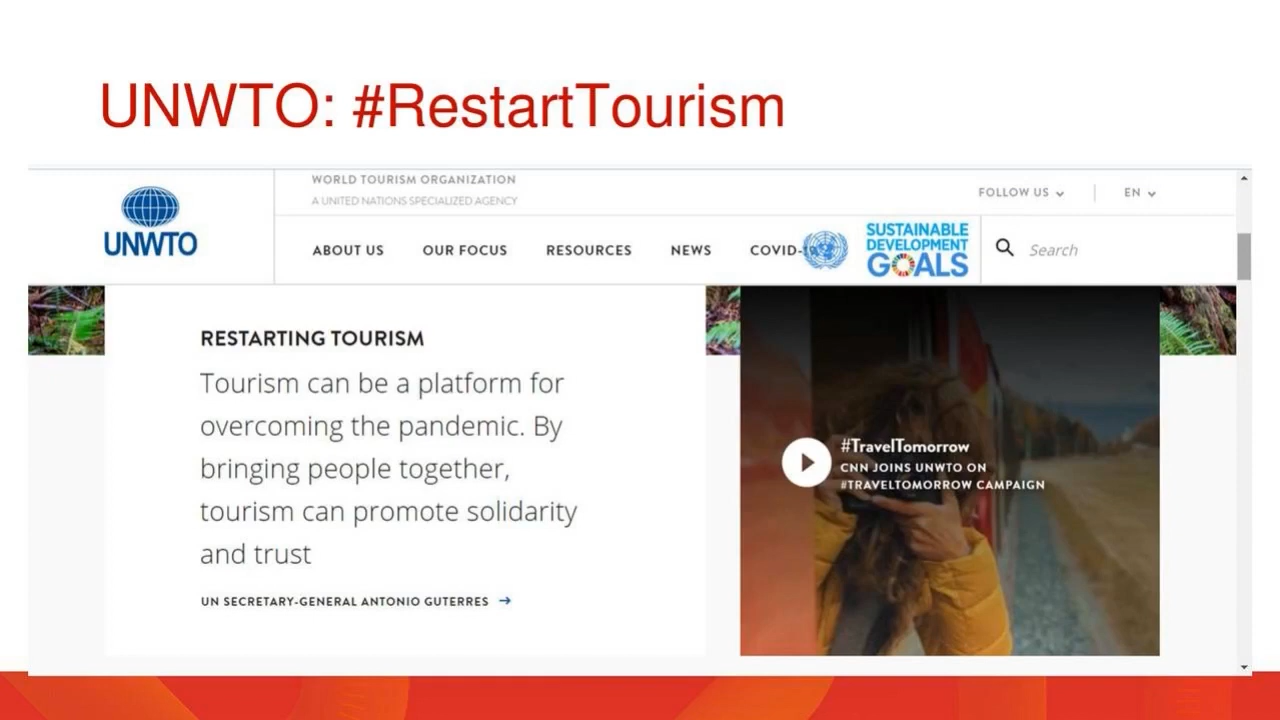 UNWTO: #RestartTourism
WORLD TOURISM ORGANIZATION
A UNITED NATIONS SPECIALIZED AGENCY
FOLLOW US
EN
UNWTO
ABOUT US
OUR FOCUS
RESOURCES
NEWS
COVID-
SUSTAINABLE
DEVELOPMENT
GOALS
Search
RESTARTING TOURISM
Tourism can be a platform for
overcoming the pandemic. By
bringing people together,
tourism can promote solidarity
and trust
UN SECRETARY-GENERAL ANTONIO GUTERRES
#TravelTomorrow
CNN JOINS UNWTO ON
#TRAVELTOMORROW CAMPAIGN